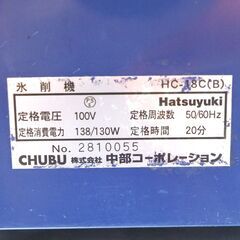 氷削機 HC-18C(B)
Hatsuyuki
定格電圧 100V 定格周波数 50/60Hz
定格消費電力 138/130W 定格時間 20分
No. 2810055
CHUBU 株式会社 中部コーポレーション